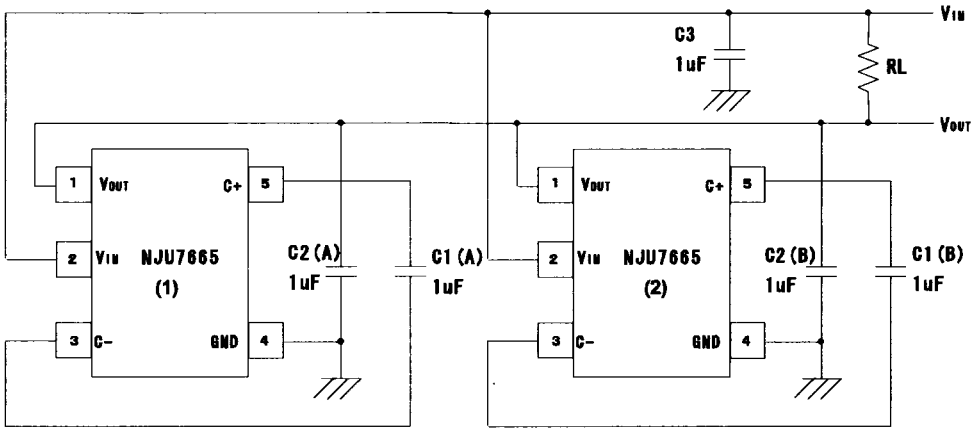 VIN
C3
1uF
RL
VOUT
1 VOUT C+ 5
2 VIN NJU7665
(1)
3 C- GND 4
C2(A)
1uF
C1(A)
1uF
1 VOUT C+ 5
2 VIN NJU7665
(2)
3 C- GND 4
C2(B)
1uF
C1(B)
1uF